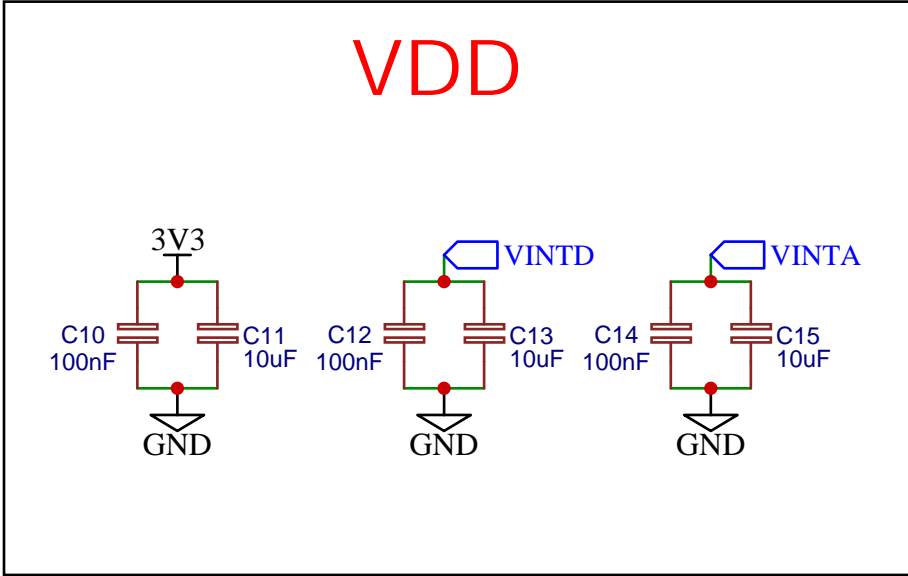 VDD
3V3
VINTD
VINTA
C10
100nF
C11
10uF
C12
100nF
C13
10uF
C14
100nF
C15
10uF
GND
GND
GND